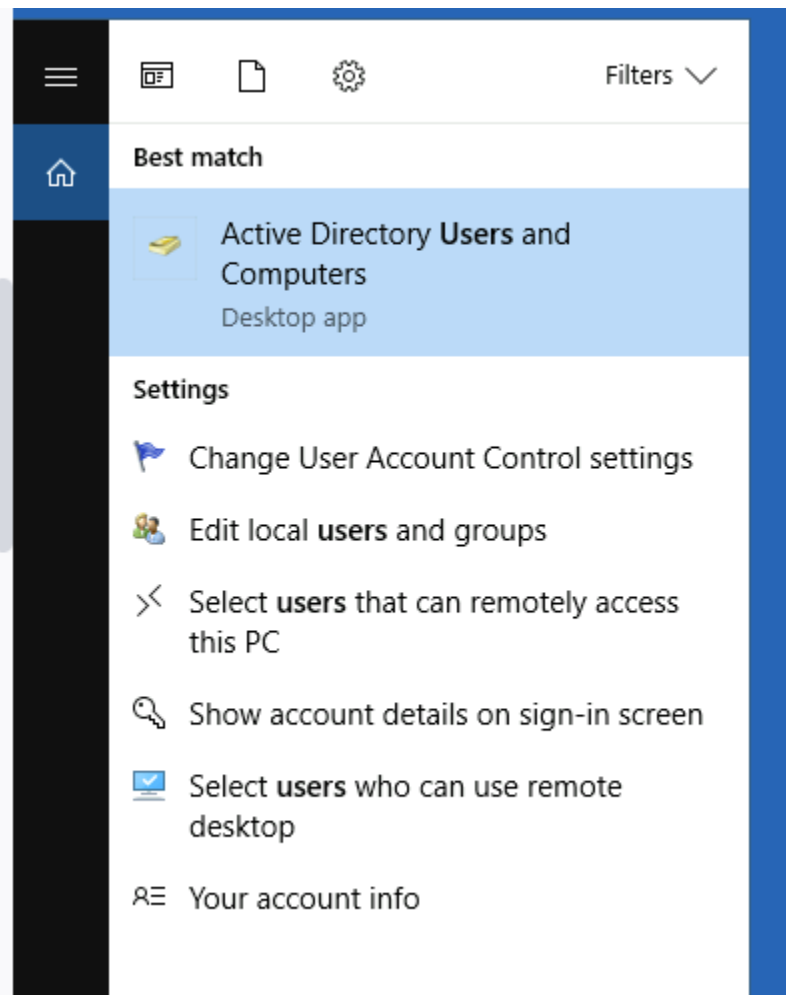 Filters
Best match
Active Directory Users and
Computers
Desktop app
Settings
Change User Account Control settings
Edit local users and groups
Select users that can remotely access
this PC
Show account details on sign-in screen
Select users who can use remote
desktop
Your account info